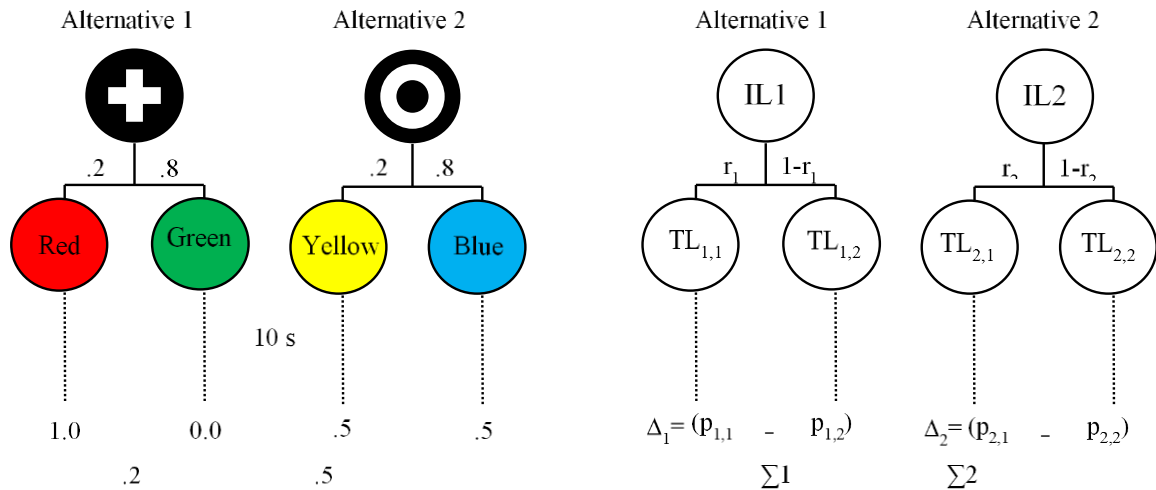 Alternative 1 Alternative 2 Alternative 1 Alternative 2
IL1 IL2
.2 .8 .2 .8 r₁ 1-r₁ r₂ 1-r₂
Red Green Yellow Blue TL₁,₁ TL₁,₂ TL₂,₁ TL₂,₂
10 s
1.0 0.0 .5 .5 Δ₁= (p₁,₁ – p₁,₂) Δ₂= (p₂,₁ – p₂,₂)
.2 .5 ∑1 ∑2